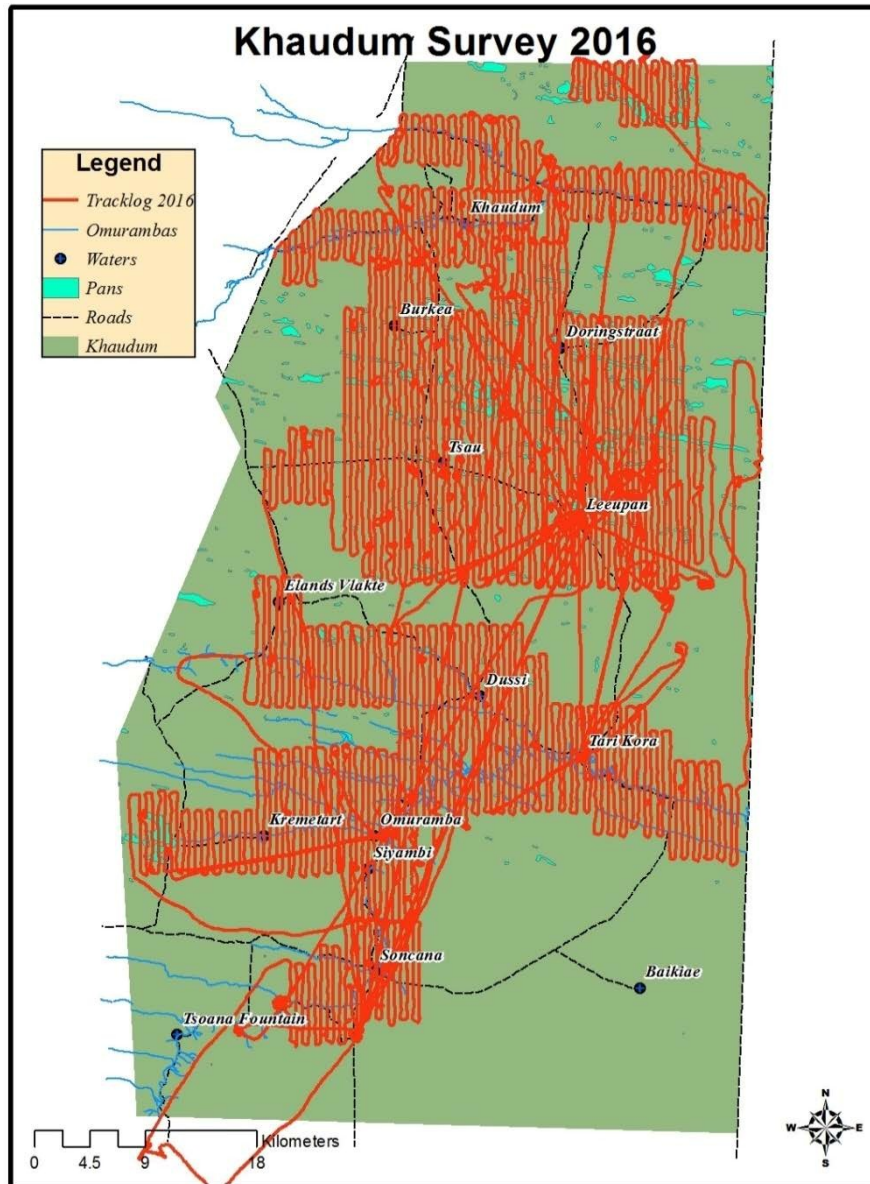 Khaudum Survey 2016
Legend
Tracklog 2016
Omurambas
Waters
Pans
Roads
Khaudum
Khaudum
Burkea
Doringstraat
Tsau
Leeupan
Elands Vlakte
Dussi
Tari Kora
Kremetart
Omuramba
Siyambi
Soncana
Baikiae
Tsoana Fountain
Kilometers
0 4.5 9 18
N
W E
S